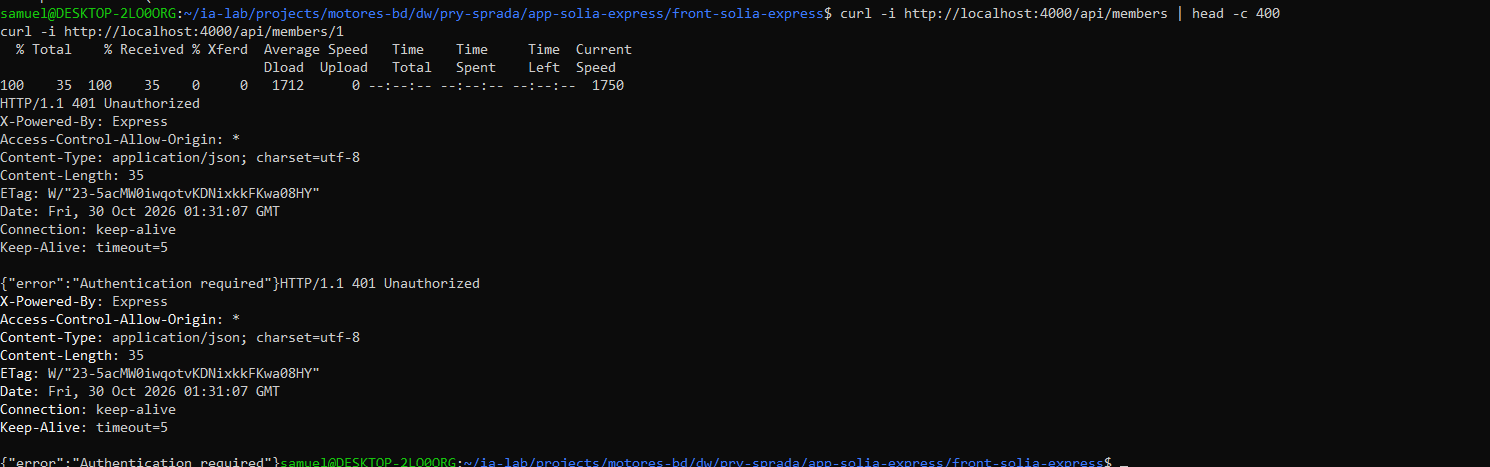 samuel@DESKTOP-2LO0ORG:~/ia-lab/projects/motores-bd/dw/pry-sprada/app-solia-express/front-solia-express$ curl -i http://localhost:4000/api/members | head -c 400
curl -i http://localhost:4000/api/members/1
  % Total    % Received % Xferd  Average Speed   Time    Time     Time  Current
                                 Dload  Upload   Total   Spent    Left  Speed
100    35  100    35    0     0   1712      0 --:--:-- --:--:-- --:--:--  1750
HTTP/1.1 401 Unauthorized
X-Powered-By: Express
Access-Control-Allow-Origin: *
Content-Type: application/json; charset=utf-8
Content-Length: 35
ETag: W/"23-5acMW0iwqotvKDNixkkFKwa08HY"
Date: Fri, 30 Oct 2026 01:31:07 GMT
Connection: keep-alive
Keep-Alive: timeout=5

{"error":"Authentication required"}HTTP/1.1 401 Unauthorized
X-Powered-By: Express
Access-Control-Allow-Origin: *
Content-Type: application/json; charset=utf-8
Content-Length: 35
ETag: W/"23-5acMW0iwqotvKDNixkkFKwa08HY"
Date: Fri, 30 Oct 2026 01:31:07 GMT
Connection: keep-alive
Keep-Alive: timeout=5

{"error":"Authentication required"}samuel@DESKTOP-2LO0ORG:~/ia-lab/projects/motores-bd/dw/pry-sprada/app-solia-express/front-solia-express$ _